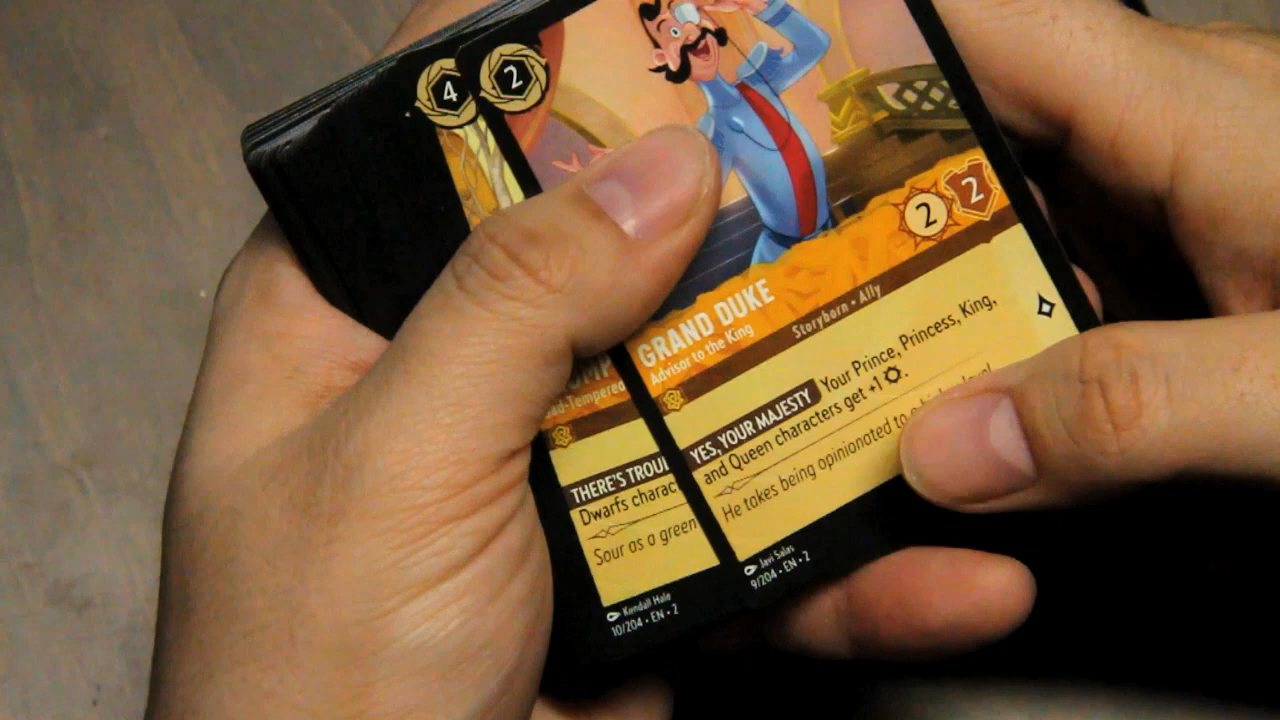 4
2
2
2
GRAND DUKE
Advisor to the King
Storyborn • Ally
YES, YOUR MAJESTY Your Prince, Princess, King,
and Queen characters get +1
He takes being opinionated to
Javi Salas
9/204 • EN • 2
THERE'S
Dwarfs
Sour as a green
Kendall Hale
10/204 • EN • 2